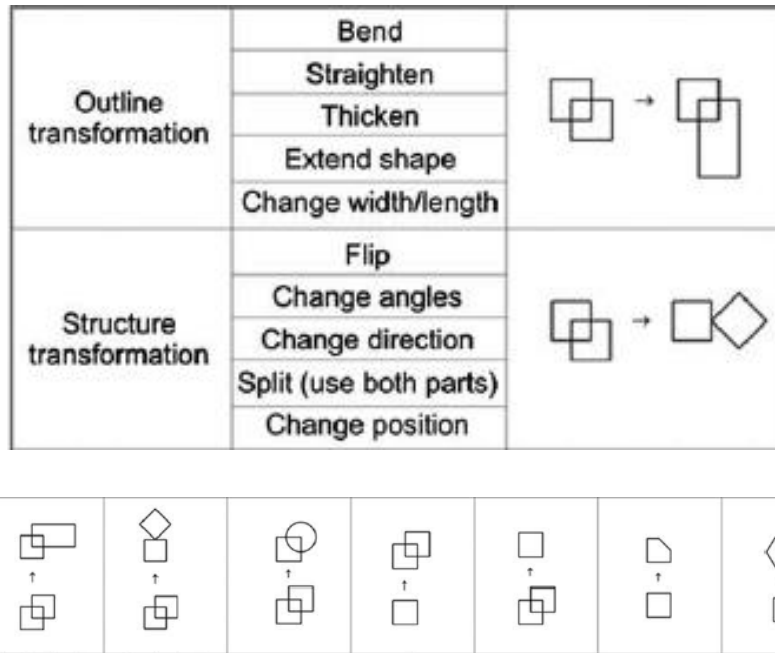 Outline
transformation
Bend
Straighten
Thicken
Extend shape
Change width/length
Structure
transformation
Flip
Change angles
Change direction
Split (use both parts)
Change position